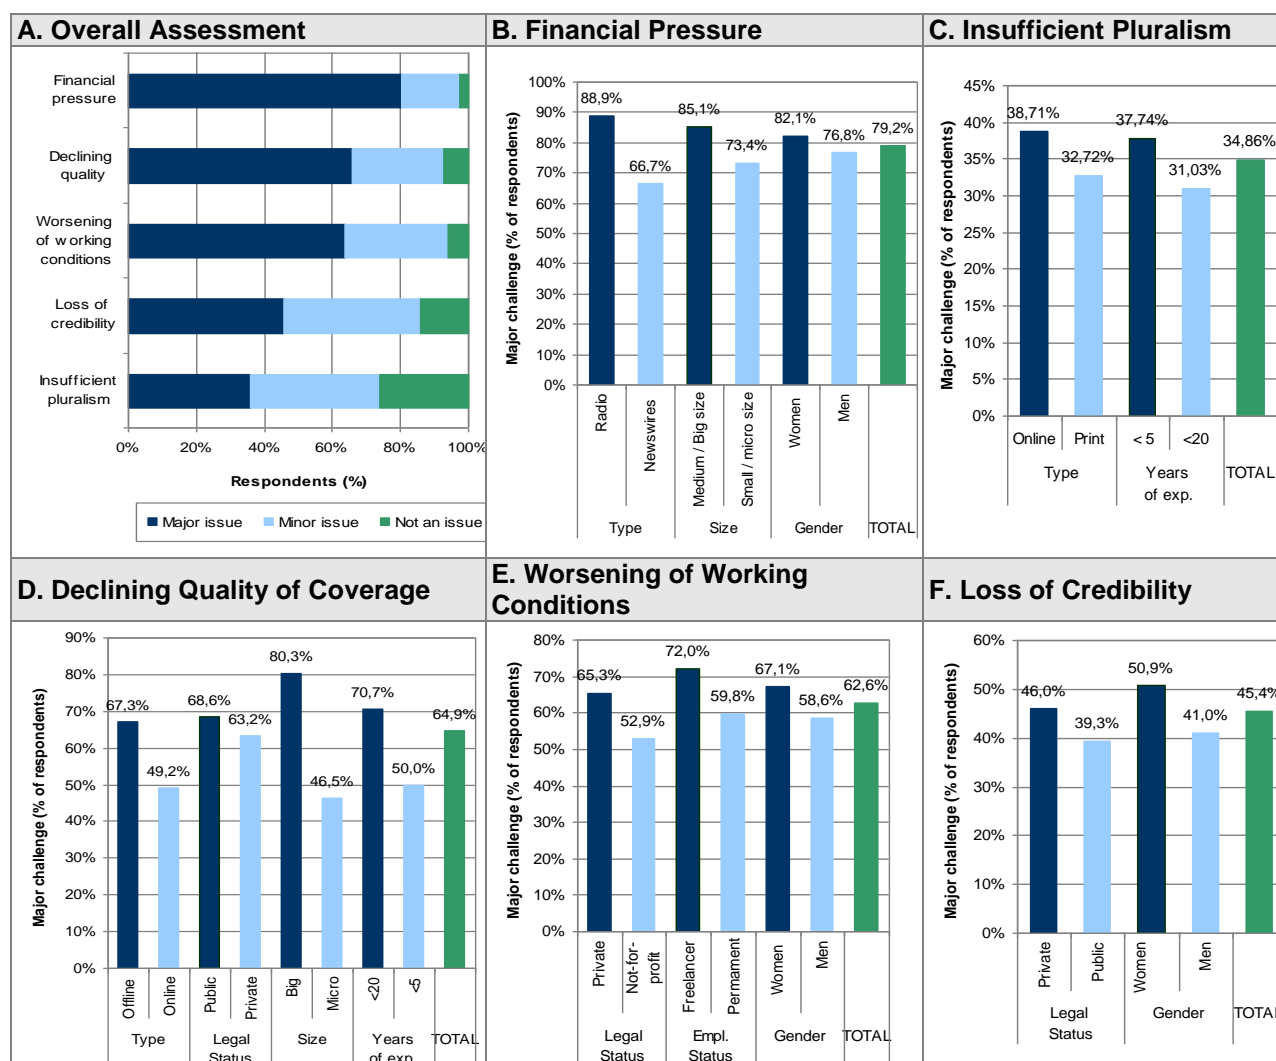 A. Overall Assessment
Financial
pressure
Declining
quality
Worsening
of working
conditions
Loss of
credibility
Insufficient
pluralism
0%
20%
40%
60%
80%
100%
Respondents (%)
Major issue
Minor issue
Not an issue
B. Financial Pressure
Major challenge (% of respondents)
100%
90%
80%
70%
60%
50%
40%
30%
20%
10%
0%
88,9%
66,7%
85,1%
73,4%
82,1%
76,8%
79,2%
Radio
Newswires
Medium / Big size
Small / micro size
Women
Men
Type
Size
Gender
TOTAL
C. Insufficient Pluralism
Major challenge (% of respondents)
45%
40%
35%
30%
25%
20%
15%
10%
5%
0%
38,71%
32,72%
37,74%
31,03%
34,86%
Online
Print
< 5
<20
Type
Years
of exp.
TOTAL
D. Declining Quality of Coverage
Major challenge (% of respondents)
90%
80%
70%
60%
50%
40%
30%
20%
10%
0%
67,3%
49,2%
68,6%
63,2%
80,3%
46,5%
70,7%
50,0%
64,9%
Offline
Online
Public
Private
Big
Micro
<20
<5
Type
Legal
Status
Size
Years
of exp
TOTAL
E. Worsening of Working
Conditions
Major challenge (% of respondents)
80%
70%
60%
50%
40%
30%
20%
10%
0%
65,3%
52,9%
72,0%
59,8%
67,1%
58,6%
62,6%
Private
Not-for-
profit
Freelancer
Permament
Women
Men
Legal
Status
Empl.
Status
Gender
TOTAL
F. Loss of Credibility
Major challenge (% of respondents)
60%
50%
40%
30%
20%
10%
0%
46,0%
39,3%
50,9%
41,0%
45,4%
Private
Public
Women
Men
Legal
Status
Gender
TOTAL